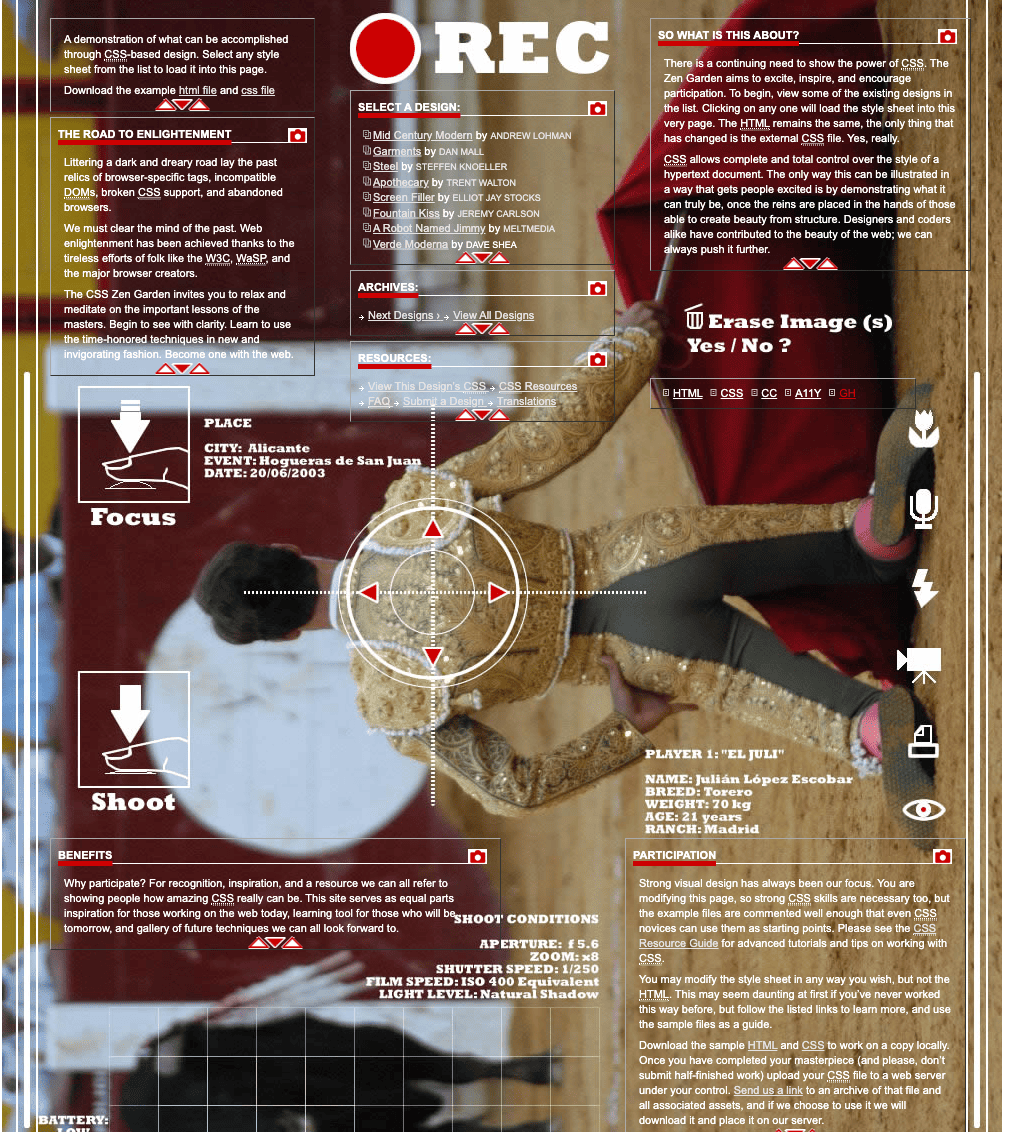 A demonstration of what can be accomplished
through CSS-based design. Select any style
sheet from the list to load it into this page.
Download the example html file and css file
THE ROAD TO ENLIGHTENMENT
Littering a dark and dreary road lay the past
relics of browser-specific tags, incompatible
DOMs, broken CSS support, and abandoned
browsers.
We must clear the mind of the past. Web
enlightenment has been achieved thanks to the
tireless efforts of folk like the W3C, WaSP, and
the major browser creators.
The CSS Zen Garden invites you to relax and
meditate on the important lessons of the
masters. Begin to see with clarity. Learn to use
the time-honored techniques in new and
invigorating fashion. Become one with the web.
REC
SELECT A DESIGN:
Mid Century Modern by ANDREW LOHMAN
Garments by DAN MALL
Steel by STEFFEN KNOELLER
Apothecary by TRENT WALTON
Screen Filler by ELLIOT JAY STOCKS
Fountain Kiss by JEREMY CARLSON
A Robot Named Jimmy by MELTMEDIA
Verde Moderna by DAVE SHEA
ARCHIVES:
Next Designs › View All Designs
RESOURCES:
View This Design's CSS CSS Resources
FAQ Submit a Design Translations
SO WHAT IS THIS ABOUT?
There is a continuing need to show the power of CSS. The
Zen Garden aims to excite, inspire, and encourage
participation. To begin, view some of the existing designs in
the list. Clicking on any one will load the style sheet into this
very page. The HTML remains the same, the only thing that
has changed is the external CSS file. Yes, really.
CSS allows complete and total control over the style of a
hypertext document. The only way this can be illustrated in
a way that gets people excited is by demonstrating what it
can truly be, once the reins are placed in the hands of those
able to create beauty from structure. Designers and coders
alike have contributed to the beauty of the web; we can
always push it further.
Erase Image (s)
Yes / No ?
HTML CSS CC A11Y GH
PLACE
CITY: Alicante
EVENT: Hogueras de San Juan
DATE: 20/06/2003
Focus
Shoot
PLAYER 1: "EL JULI"
NAME: Julián López Escobar
BREED: Torero
WEIGHT: 70 kg
AGE: 21 years
RANCH: Madrid
BENEFITS
Why participate? For recognition, inspiration, and a resource we can all refer to
showing people how amazing CSS really can be. This site serves as equal parts
inspiration for those working on the web today, learning tool for those who will be
tomorrow, and gallery of future techniques we can all look forward to.
SHOOT CONDITIONS
APERTURE: f 5.6
ZOOM: x8
SHUTTER SPEED: 1/250
FILM SPEED: ISO 400 Equivalent
LIGHT LEVEL: Natural Shadow
BATTERY:
LOW
PARTICIPATION
Strong visual design has always been our focus. You are
modifying this page, so strong CSS skills are necessary too, but
the example files are commented well enough that even CSS
novices can use them as starting points. Please see the CSS
Resource Guide for advanced tutorials and tips on working with
CSS.
You may modify the style sheet in any way you wish, but not the
HTML. This may seem daunting at first if you've never worked
this way before, but follow the listed links to learn more, and use
the sample files as a guide.
Download the sample HTML and CSS to work on a copy locally.
Once you have completed your masterpiece (and please, don't
submit half-finished work) upload your CSS file to a web server
under your control. Send us a link to an archive of that file and
all associated assets, and if we choose to use it we will
download it and place it on our server.